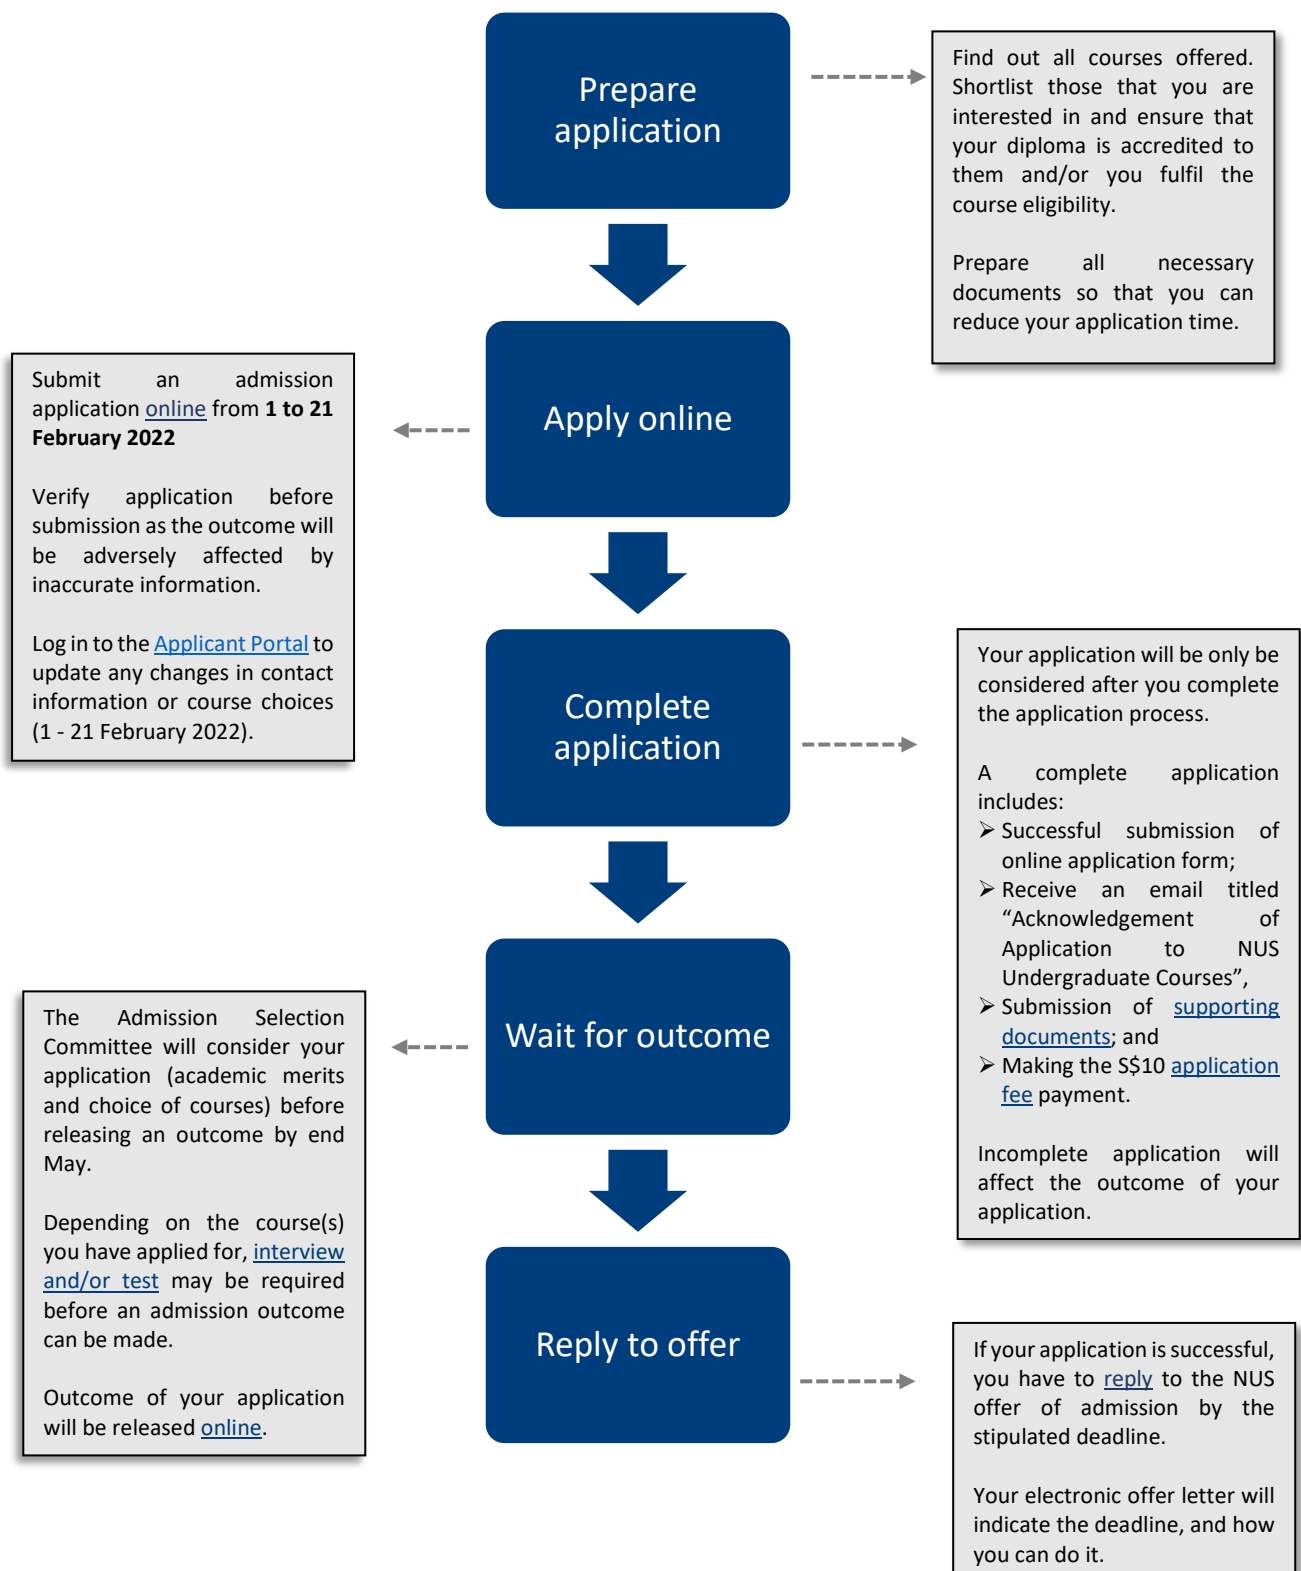 Prepare
application
Find out all courses offered.
Shortlist those that you are
interested in and ensure that
your diploma is accredited to
them and/or you fulfil the
course eligibility.
Prepare all necessary
documents so that you can
reduce your application time.
Apply online
Submit an admission
application online from 1 to 21
February 2022
Verify application before
submission as the outcome will
be adversely affected by
inaccurate information.
Log in to the Applicant Portal to
update any changes in contact
information or course choices
(1 - 21 February 2022).
Complete
application
Your application will be only be
considered after you complete
the application process.
A complete application
includes:
➢ Successful submission of
online application form;
➢ Receive an email titled
“Acknowledgement of
Application to NUS
Undergraduate Courses”,
➢ Submission of supporting
documents; and
➢ Making the S$10 application
fee payment.
Incomplete application will
affect the outcome of your
application.
Wait for outcome
The Admission Selection
Committee will consider your
application (academic merits
and choice of courses) before
releasing an outcome by end
May.
Depending on the course(s)
you have applied for, interview
and/or test may be required
before an admission outcome
can be made.
Outcome of your application
will be released online.
Reply to offer
If your application is successful,
you have to reply to the NUS
offer of admission by the
stipulated deadline.
Your electronic offer letter will
indicate the deadline, and how
you can do it.